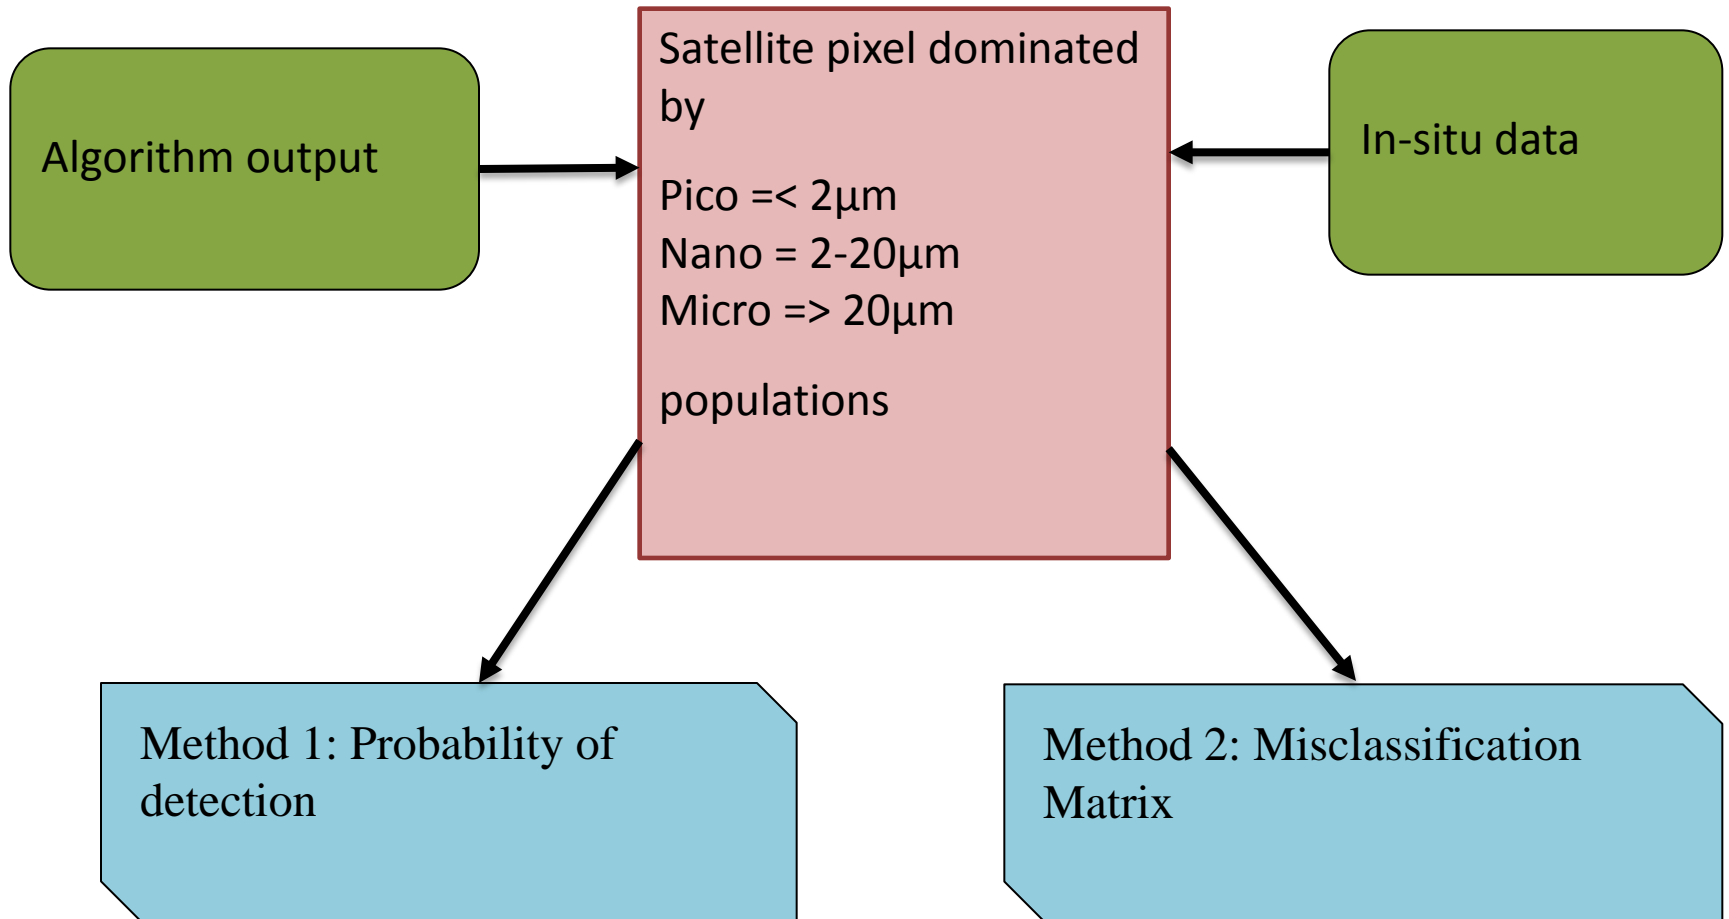 Algorithm output
Satellite pixel dominated
by
Pico =< 2µm
Nano = 2-20µm
Micro => 20µm
populations
In-situ data
Method 1: Probability of
detection
Method 2: Misclassification
Matrix